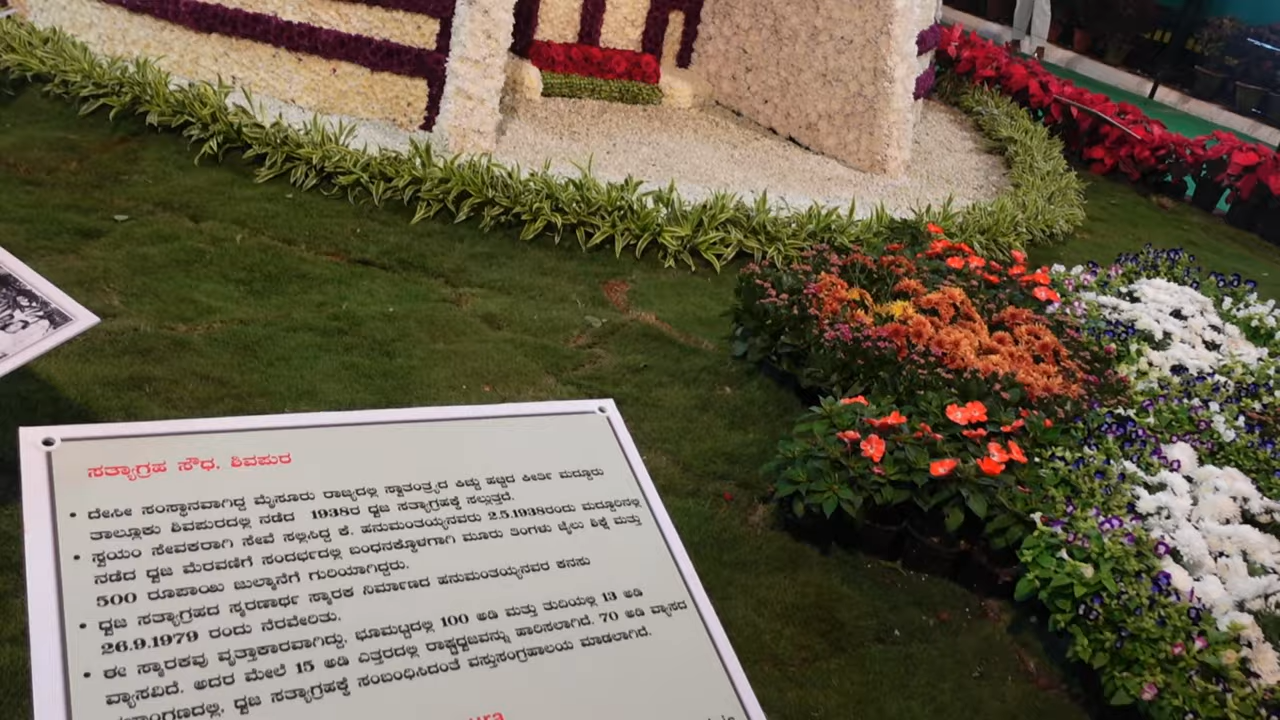 ಸತ್ಯಾಗ್ರಹ ಸೌಧ, ಶಿವಪುರ
• ದೇಸೀ ಸಂಸ್ಥಾನವಾಗಿದ್ದ ಮೈಸೂರು ರಾಜ್ಯದಲ್ಲಿ ಸ್ವಾತಂತ್ರ್ಯದ ಕಿಚ್ಚು ಹಚ್ಚಿದ ಕೀರ್ತಿ ಮದ್ದೂರು
ತಾಲ್ಲೂಕು ಶಿವಪುರದಲ್ಲಿ ನಡೆದ 1938ರ ಧ್ವಜ ಸತ್ಯಾಗ್ರಹಕ್ಕೆ ಸಲ್ಲುತ್ತದೆ.
• ಸ್ವಯಂ ಸೇವಕರಾಗಿ ಸೇವೆ ಸಲ್ಲಿಸಿದ್ದ ಕೆ. ಹನುಮಂತಯ್ಯನವರು 2.5.1938ರಂದು ಮದ್ದೂರಿನಲ್ಲಿ
ನಡೆದ ಧ್ವಜ ಮೆರವಣಿಗೆ ಸಂದರ್ಭದಲ್ಲಿ ಬಂಧನಕ್ಕೊಳಗಾಗಿ ಮೂರು ತಿಂಗಳು ಜೈಲು ಶಿಕ್ಷೆ ಮತ್ತು
500 ರೂಪಾಯಿ ಜುಲ್ಮಾನೆಗೆ ಗುರಿಯಾಗಿದ್ದರು.
• ಧ್ವಜ ಸತ್ಯಾಗ್ರಹದ ಸ್ಮರಣಾರ್ಥ ಸ್ಮಾರಕ ನಿರ್ಮಾಣದ ಹನುಮಂತಯ್ಯನವರ ಕನಸು
26.9.1979 ರಂದು ನೆರವೇರಿತು.
• ಈ ಸ್ಮಾರಕವು ವೃತ್ತಾಕಾರವಾಗಿದ್ದು, ಭೂಮಟ್ಟದಲ್ಲಿ 100 ಅಡಿ ಮತ್ತು ತುದಿಯಲ್ಲಿ 13 ಅಡಿ
ವ್ಯಾಸವಿದೆ. ಅದರ ಮೇಲೆ 15 ಅಡಿ ಎತ್ತರದಲ್ಲಿ ರಾಷ್ಟ್ರಧ್ವಜವನ್ನು ಹಾರಿಸಲಾಗಿದೆ. 70 ಅಡಿ ವ್ಯಾಸದ
ಧ್ವಜ ಸತ್ಯಾಗ್ರಹಕ್ಕೆ ಸಂಬಂಧಿಸಿದಂತೆ ವಸ್ತುಸಂಗ್ರಹಾಲಯ ಮಾಡಲಾಗಿದೆ.